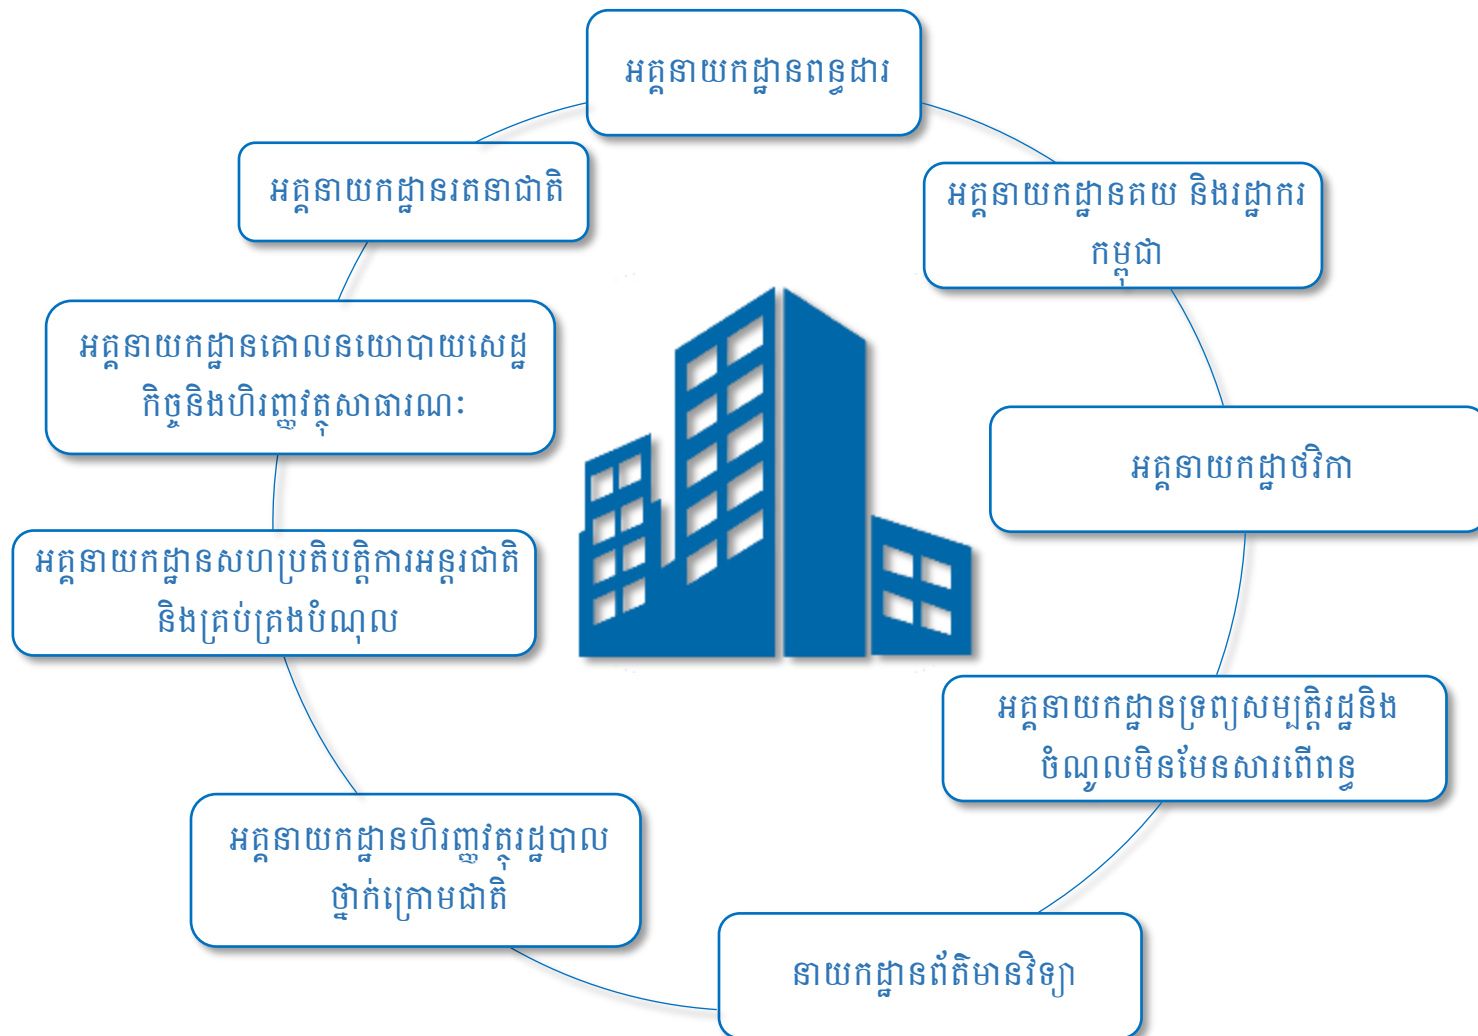 អគ្គនាយកដ្ឋានពន្ធដារ
អគ្គនាយកដ្ឋានគយ និងរដ្ឋាករ
កម្ពុជា
អគ្គនាយកដ្ឋាថវិកា
អគ្គនាយកដ្ឋានទ្រព្យសម្បត្តិរដ្ឋនិង
ចំណូលមិនមែនសារពើពន្ធ
នាយកដ្ឋានព័ត៌មានវិទ្យា
អគ្គនាយកដ្ឋានហិរញ្ញវត្ថុរដ្ឋបាល
ថ្នាក់ក្រោមជាតិ
អគ្គនាយកដ្ឋានសហប្រតិបត្តិការអន្តរជាតិ
និងគ្រប់គ្រងបំណុល
អគ្គនាយកដ្ឋានគោលនយោបាយសេដ្ឋ
កិច្ចនិងហិរញ្ញវត្ថុសាធារណៈ
អគ្គនាយកដ្ឋានរតនាជាតិ